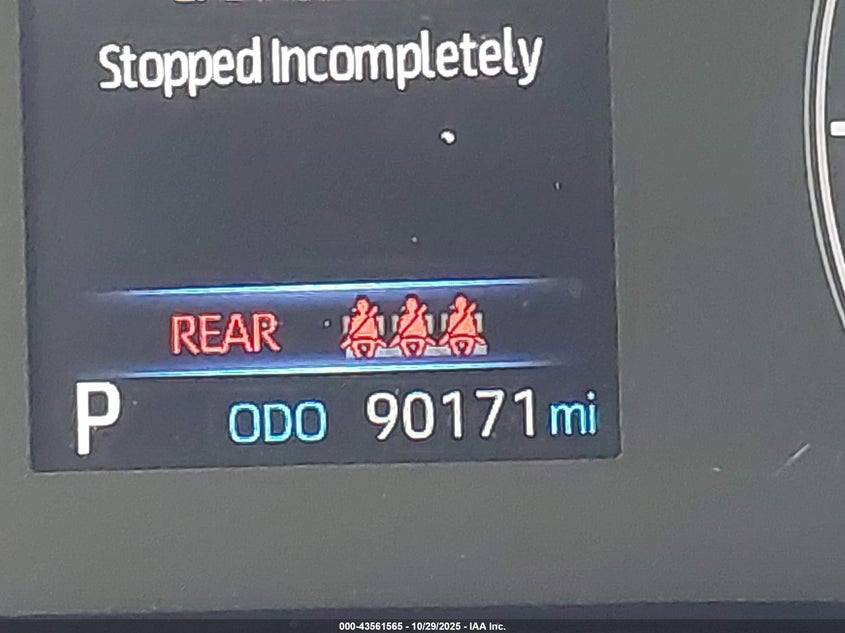 Stopped Incompletely
REAR
P ODO 90171 mi
000-43561565 - 10/29/2025 - IAA Inc.